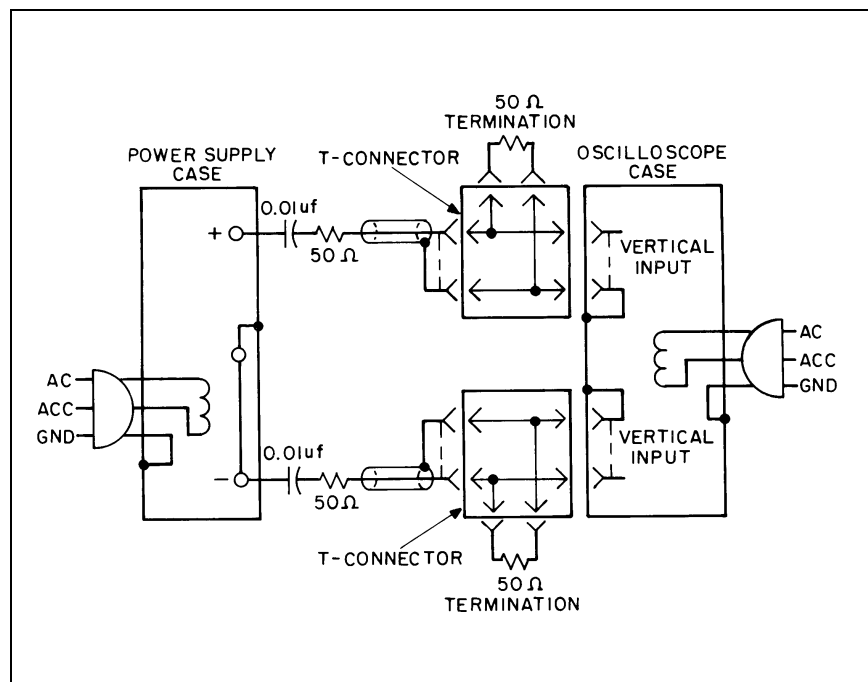 50 Ω
TERMINATION
T-CONNECTOR
POWER SUPPLY
CASE
OSCILLOSCOPE
CASE
0.01uf
+
50 Ω
VERTICAL
INPUT
AC
ACC
GND
AC
ACC
GND
0.01uf
VERTICAL
INPUT
-
50Ω
T-CONNECTOR
50 Ω
TERMINATION